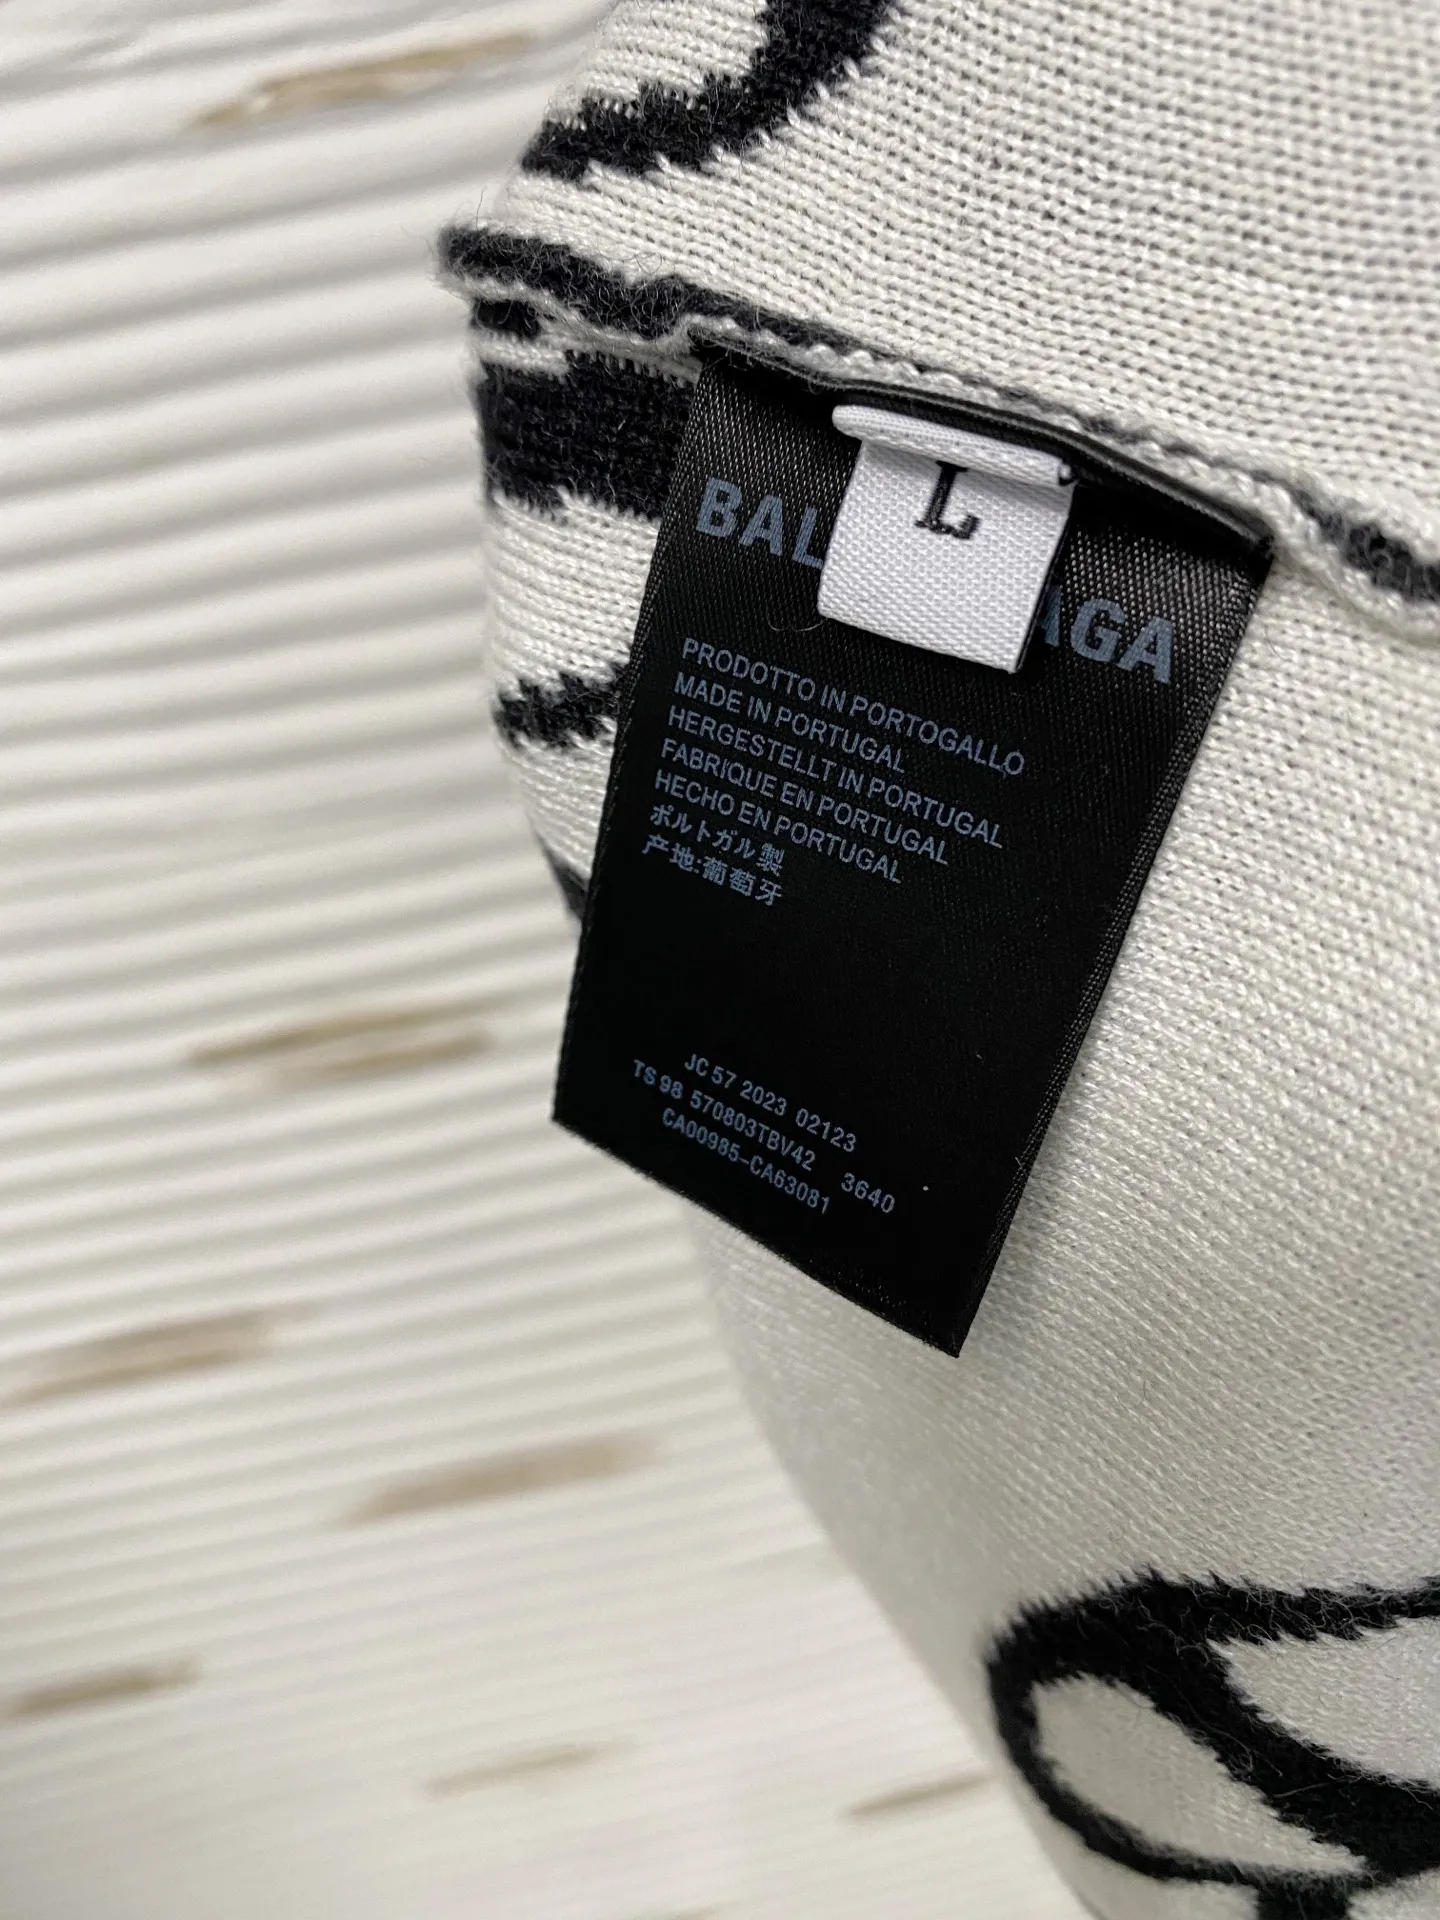 L
BAL AGA
PRODOTTO IN PORTOGALLO
MADE IN PORTUGAL
HERGESTELLT IN PORTUGAL
FABRIQUE EN PORTUGAL
HECHO EN PORTUGAL
ポルトガル製
产地:葡萄牙
JC 57 2023 02123
TS 98 570803TBV42 3640
CA00985-CA63081